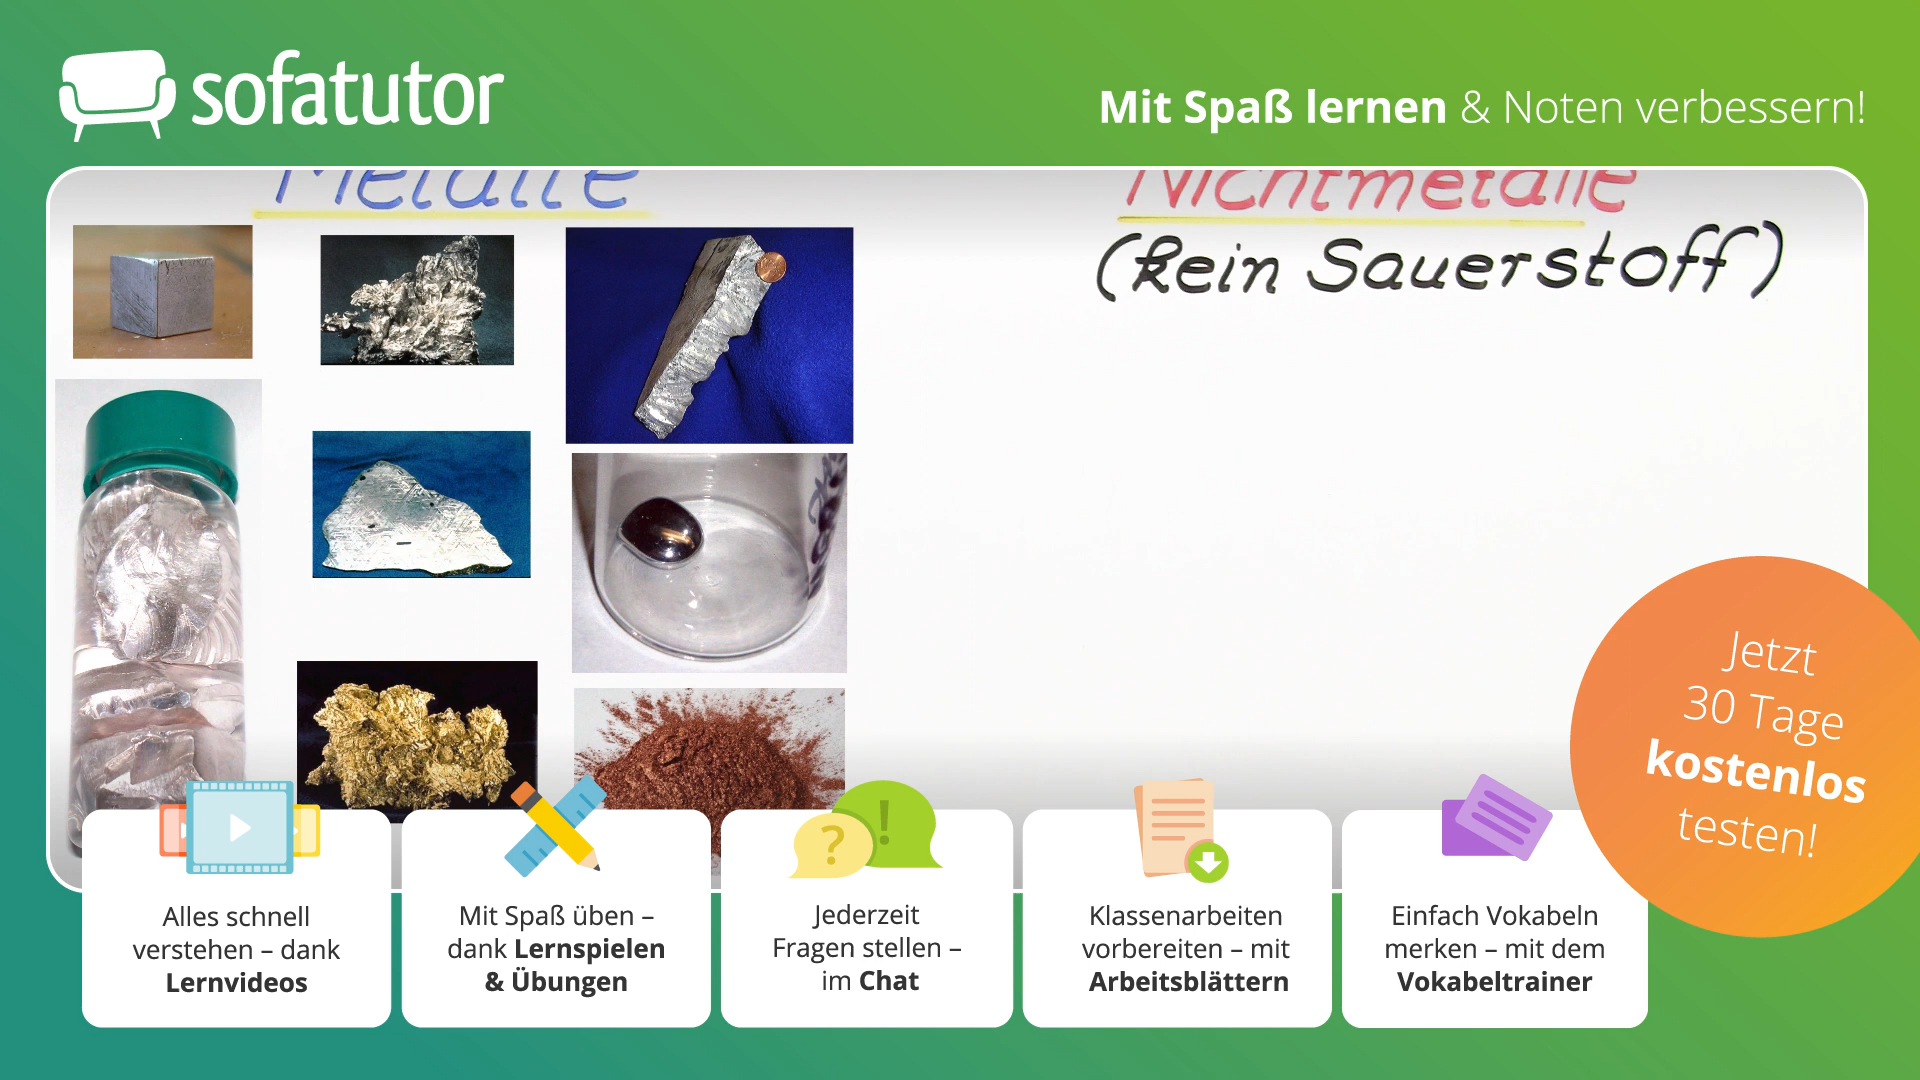 sofatutor
Mit Spaß lernen & Noten verbessern!
Metalle
Nichtmetalle
(kein Sauerstoff)
Jetzt
30 Tage
kostenlos
testen!
?
!
Alles schnell
verstehen – dank
Lernvideos
Mit Spaß üben –
dank Lernspielen
& Übungen
Jederzeit
Fragen stellen –
im Chat
Klassenarbeiten
vorbereiten – mit
Arbeitsblättern
Einfach Vokabeln
merken – mit dem
Vokabeltrainer